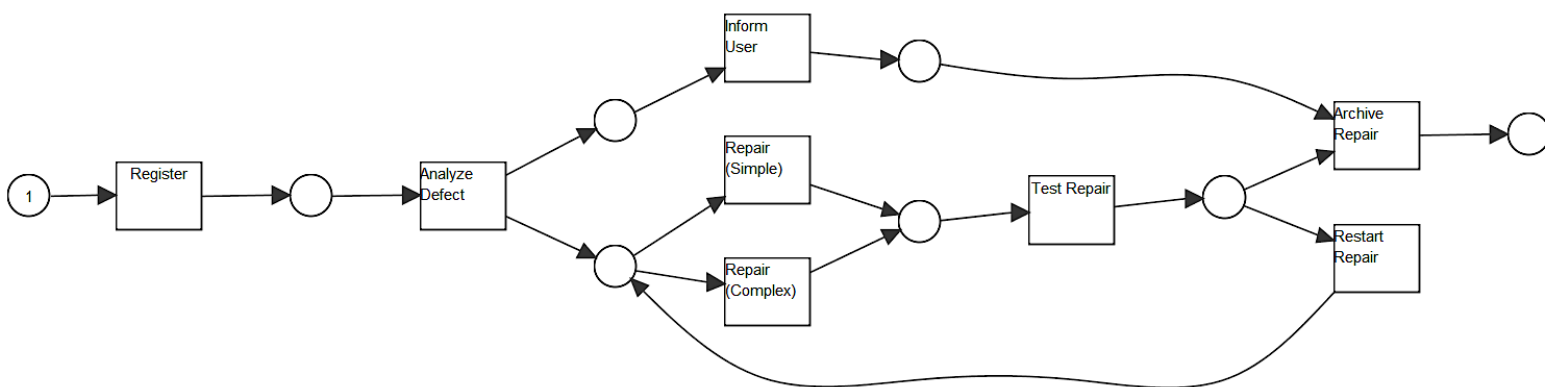 1
Register
Analyze
Defect
Inform
User
Repair
(Simple)
Repair
(Complex)
Test Repair
Archive
Repair
Restart
Repair